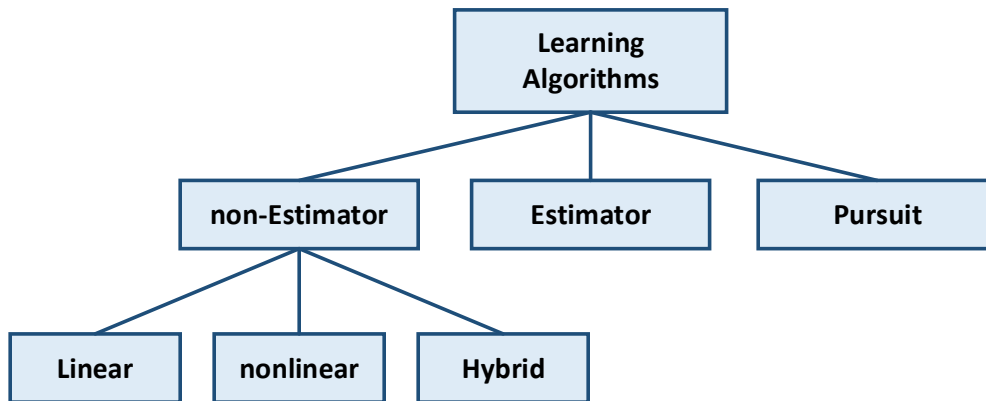 Learning
Algorithms
non-Estimator
Estimator
Pursuit
Linear
nonlinear
Hybrid